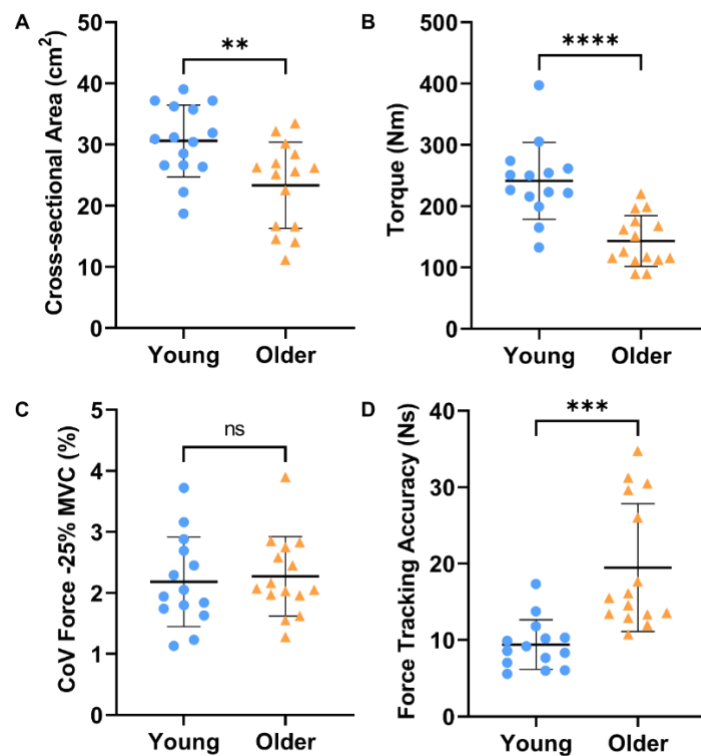 A
Cross-sectional Area (cm²)
50
40
30
20
10
0
**
Young
Older
B
Torque (Nm)
500
400
300
200
100
0
****
Young
Older
C
CoV Force -25% MVC (%)
5
4
3
2
1
0
ns
Young
Older
D
Force Tracking Accuracy (Ns)
40
30
20
10
0
***
Young
Older